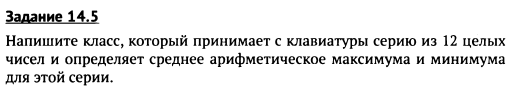 Задание 14.5
Напишите класс, который принимает с клавиатуры серию из 12 целых
чисел и определяет среднее арифметическое максимума и минимума
для этой серии.